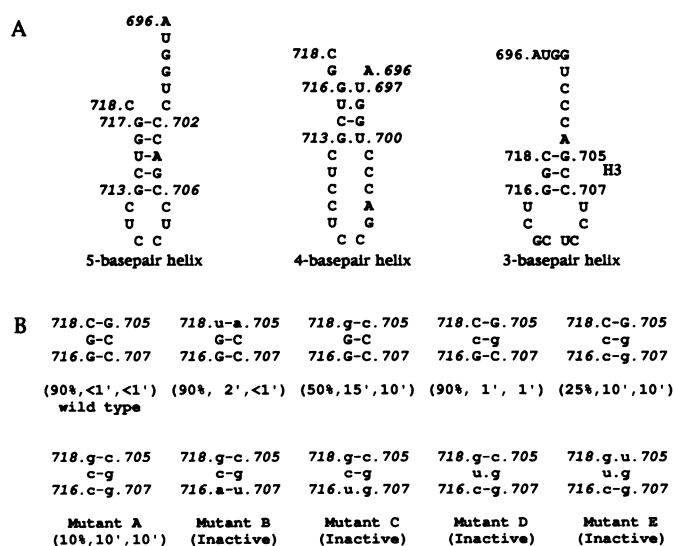 A
696.A
U
G
G
U
718.C C
717.G-C.702
G-C
U-A
C-G
713.G-C.706
C C
U U
C C
5-basepair helix
718.C
G A.696
716.G.U.697
U.G
C-G
713.G.U.700
C C
U C
C C
C A
U G
C C
4-basepair helix
696.AUGG
U
C
C
C
A
718.C-G.705
G-C H3
716.G-C.707
U U
C C
GC UC
3-basepair helix
B
718.C-G.705 718.u-a.705 718.g-c.705 718.C-G.705 718.C-G.705
G-C G-C G-C c-g c-g
716.G-C.707 716.G-C.707 716.G-C.707 716.G-C.707 716.c-g.707
(90%,<1',<1') (90%, 2',<1') (50%,15',10') (90%, 1', 1') (25%,10',10')
wild type
718.g-c.705 718.g-c.705 718.g-c.705 718.g-c.705 718.g.u.705
c-g c-g c-g u.g u.g
716.c-g.707 716.a-u.707 716.u.g.707 716.c-g.707 716.c-g.707
Mutant A Mutant B Mutant C Mutant D Mutant E
(10%,10',10') (Inactive) (Inactive) (Inactive) (Inactive)